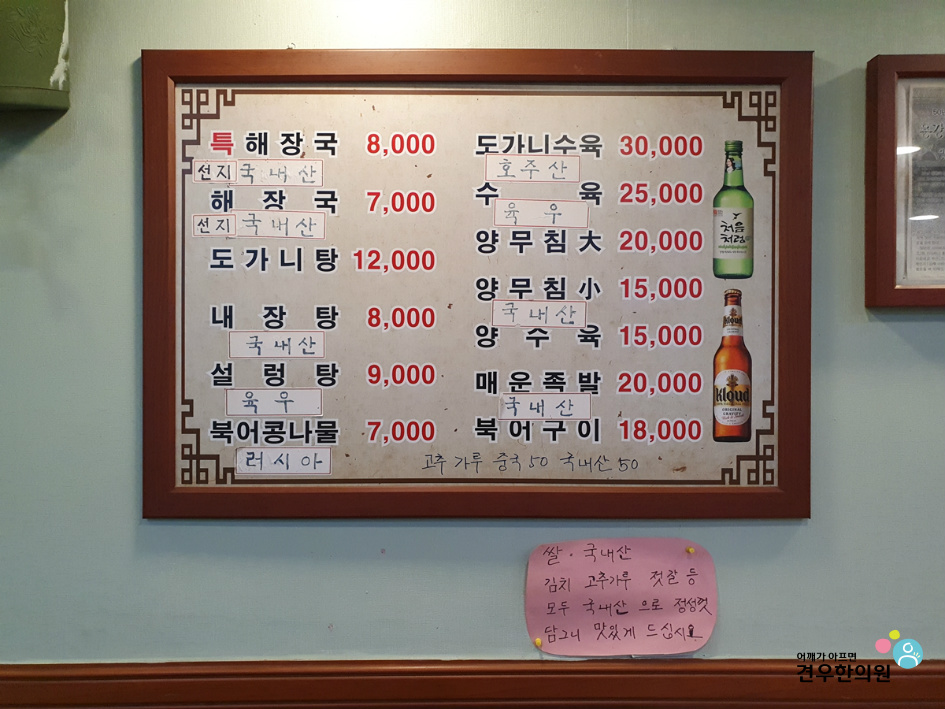 특 해장국 8,000
선지 국내산
해장국 7,000
선지 국내산
도가니탕 12,000
내장탕 8,000
국내산
설렁탕 9,000
육우
북어콩나물 7,000
러시아
도가니수육 30,000
호주산
수육 25,000
육우
양무침大 20,000
양무침小 15,000
국내산
양수육 15,000
매운족발 20,000
국내산
북어구이 18,000
고추가루 중국50 국내산50
처음
처럼
kloud
kloud
ORIGINAL
쌀 · 국내산
김치 고추가루 젓갈 등
모두 국내산 으로 정성껏
담그니 맛있게 드십시요
어깨가 아프면
견우한의원